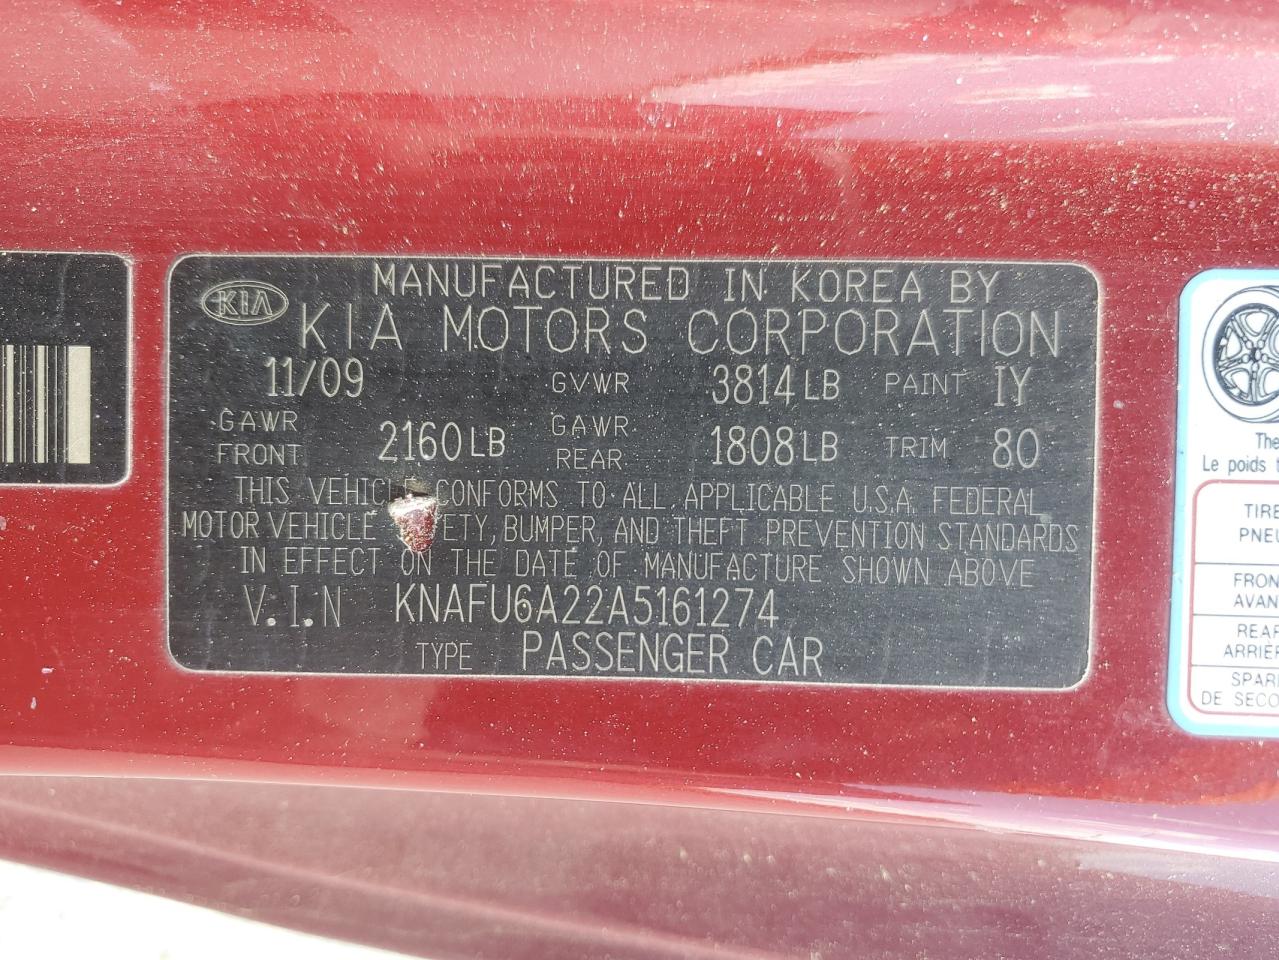 MANUFACTURED IN KOREA BY
KIA KIA MOTORS CORPORATION
11/09 GVWR 3814 LB PAINT IY
GAWR FRONT 2160 LB GAWR REAR 1808 LB TRIM 80
THIS CONFORMS TO ALL APPLICABLE U.S.A. FEDERAL
MOTOR VEHICLE BUMPER, AND THEFT PREVENTION STANDARDS
IN EFFECT ON THE DATE OF MANUFACTURE SHOWN ABOVE
V.I.N KNAFU6A22A5161274
TYPE PASSENGER CAR
The
Le poids t
TIRE
PNEU
FRON
AVAN
REAR
ARRIÈR
SPAR
DE SECO